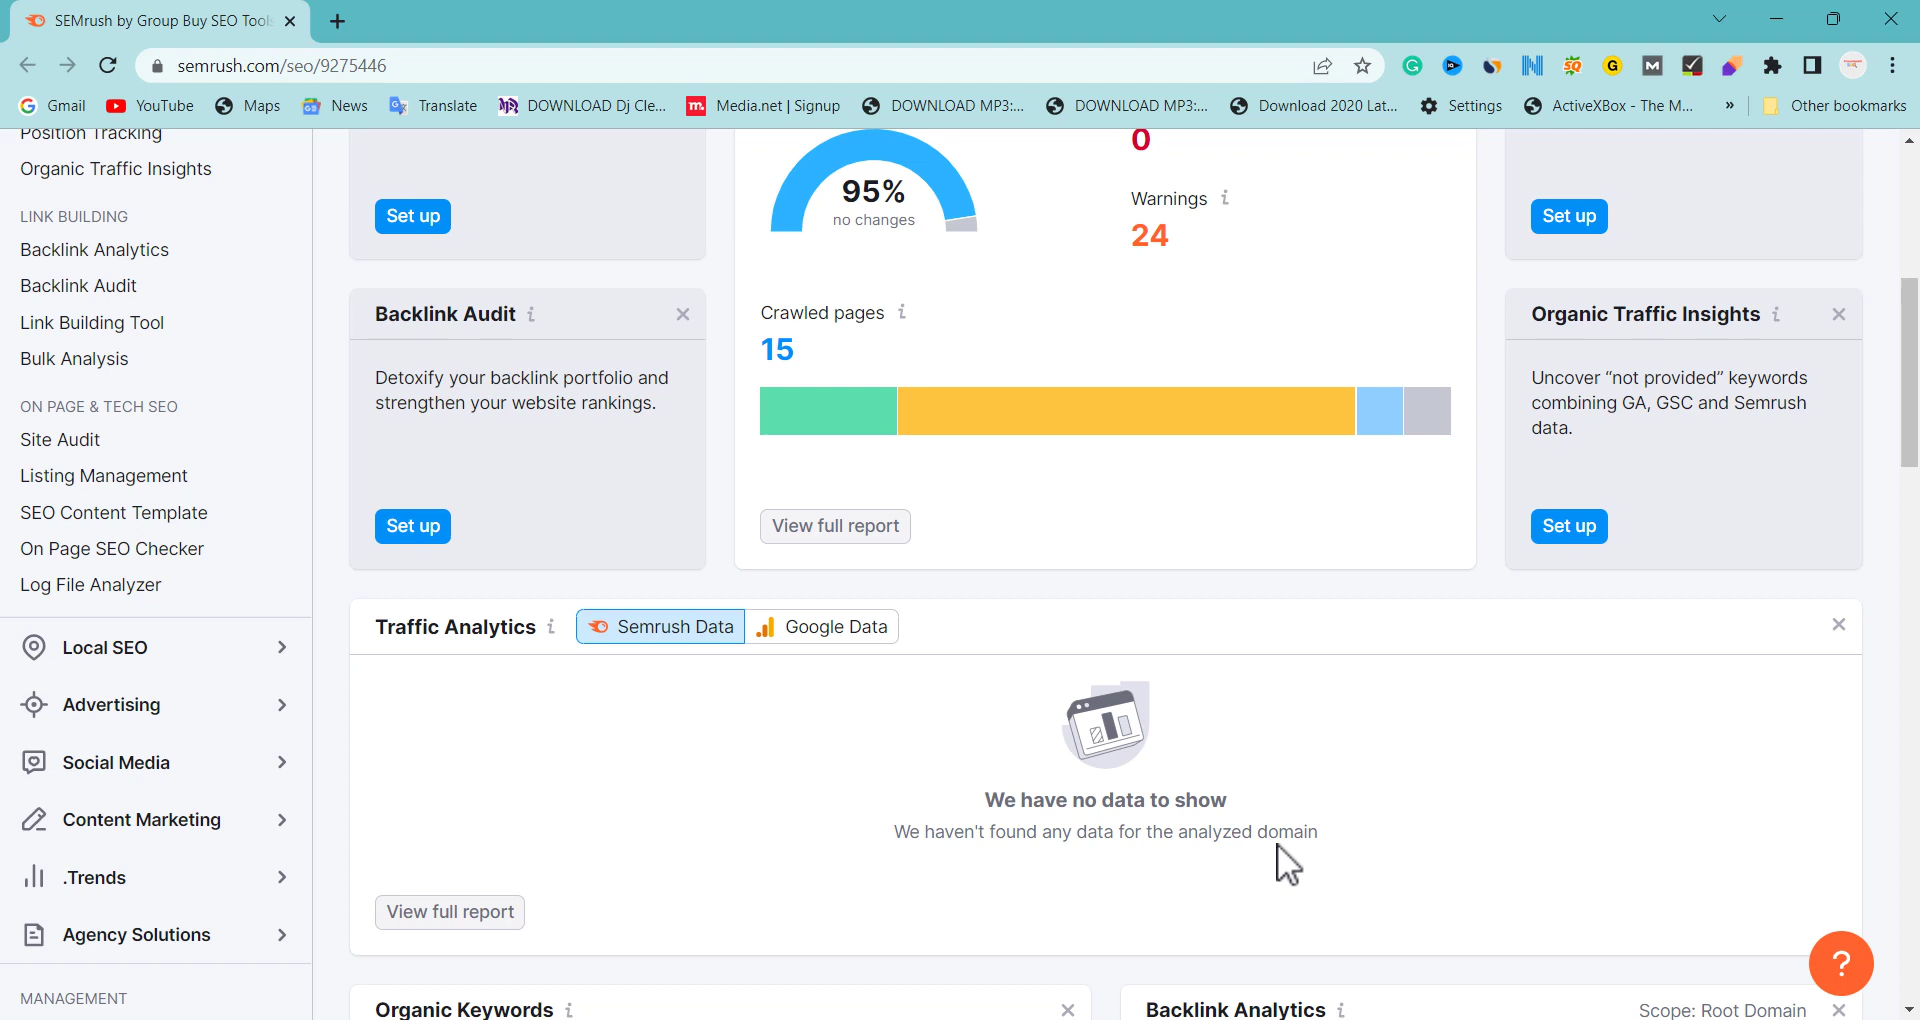 SEMrush by Group Buy SEO Tool
semrush.com/seo/9275446
Gmail
YouTube
Maps
News
Translate
DOWNLOAD Dj Cle...
Media.net | Signup
DOWNLOAD MP3:...
DOWNLOAD MP3:...
Download 2020 Lat...
Settings
ActiveXBox - The M...
»
Other bookmarks
Position Tracking
Organic Traffic Insights
LINK BUILDING
Backlink Analytics
Backlink Audit
Link Building Tool
Bulk Analysis
ON PAGE & TECH SEO
Site Audit
Listing Management
SEO Content Template
On Page SEO Checker
Log File Analyzer
Local SEO
Advertising
Social Media
Content Marketing
.Trends
Agency Solutions
MANAGEMENT
Set up
Backlink Audit i
Detoxify your backlink portfolio and
strengthen your website rankings.
Set up
95%
no changes
0
Warnings i
24
Crawled pages i
15
View full report
Set up
Organic Traffic Insights i
Uncover “not provided” keywords
combining GA, GSC and Semrush
data.
Set up
Traffic Analytics i
Semrush Data
Google Data
We have no data to show
We haven't found any data for the analyzed domain
View full report
?
Organic Keywords i
Backlink Analytics i
Scope: Root Domain